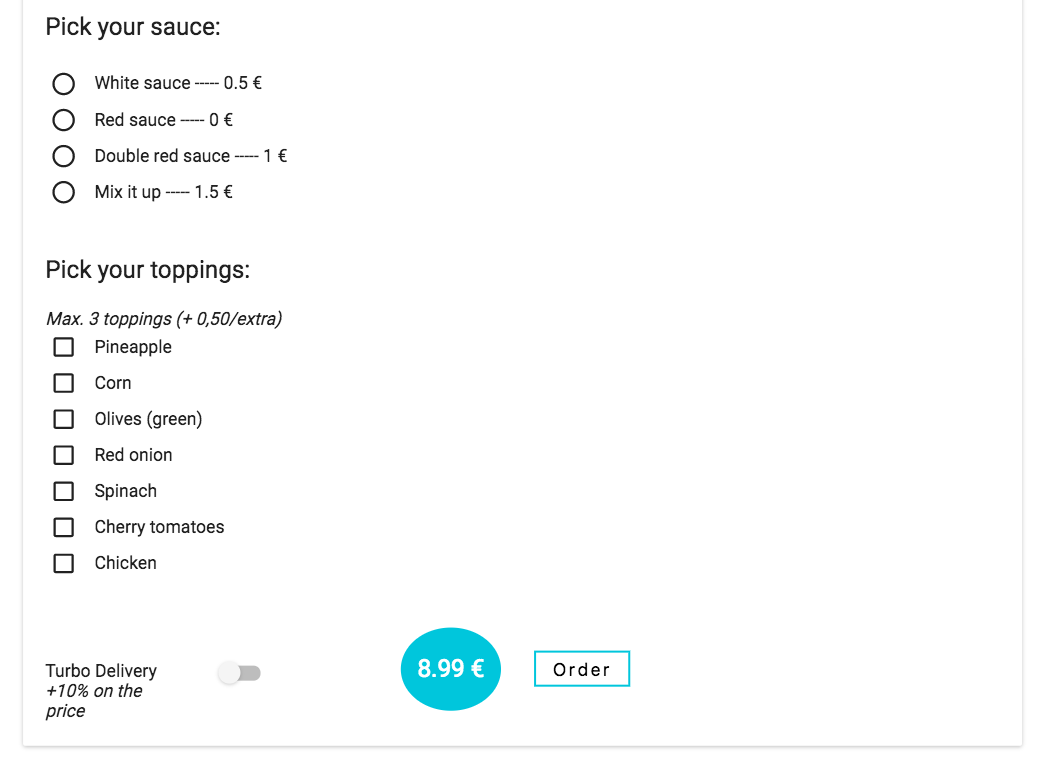 Pick your sauce:
White sauce ----- 0.5 €
Red sauce ----- 0 €
Double red sauce ----- 1 €
Mix it up ----- 1.5 €
Pick your toppings:
Max. 3 toppings (+ 0,50/extra)
Pineapple
Corn
Olives (green)
Red onion
Spinach
Cherry tomatoes
Chicken
Turbo Delivery
+10% on the
price
8.99 €
Order